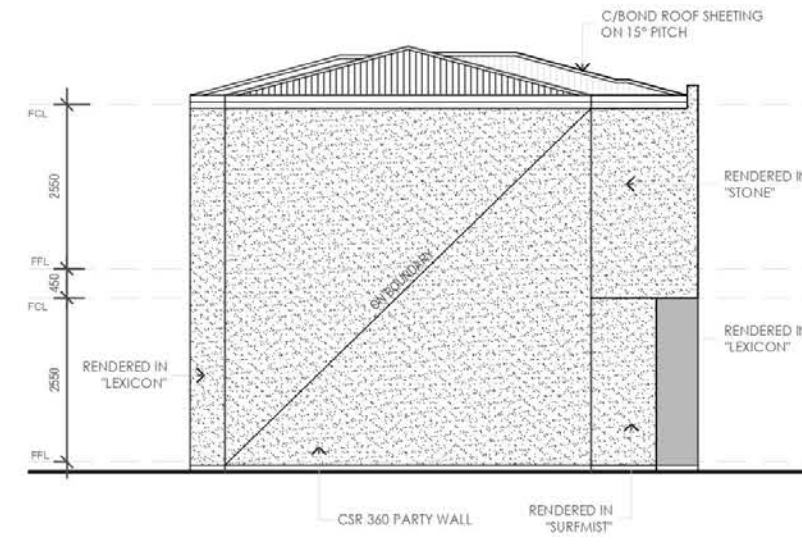 C/BOND ROOF SHEETING
ON 15° PITCH
FCL
2550
RENDERED IN
"STONE"
FFL
450
FCL
ON BOUNDARY
RENDERED IN
"LEXICON"
RENDERED IN
"LEXICON"
2550
FFL
CSR 360 PARTY WALL
RENDERED IN
"SURFMIST"